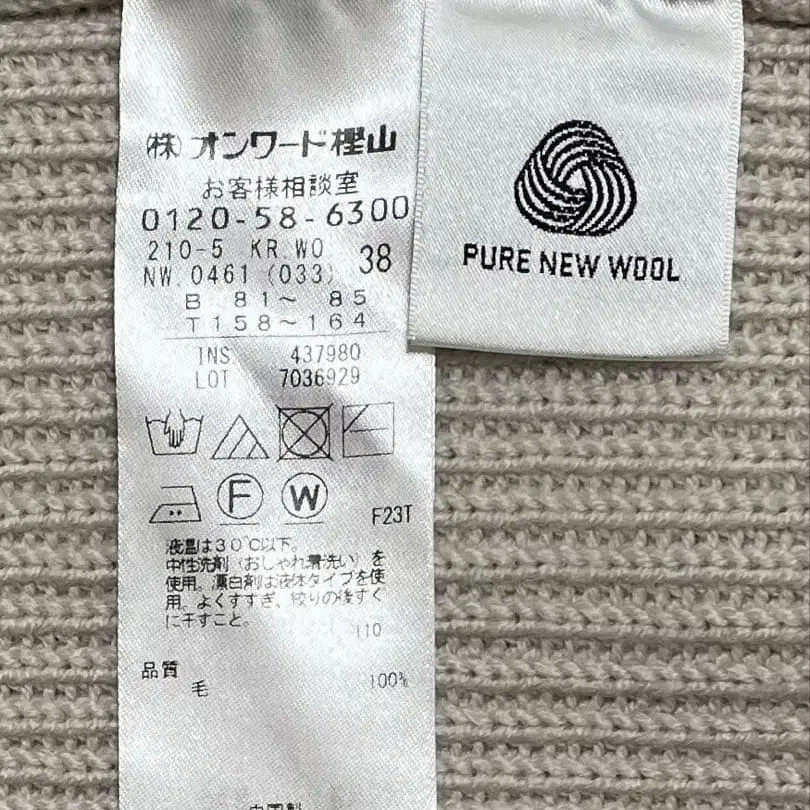 (株)オンワード樫山
お客様相談室
0120-58-6300
210-5 KR.WO
NW.0461 (033) 38
B 81～ 85
T158～164
INS 437980
LOT 7036929
F
W
F23T
液温は30℃以下。
中性洗剤(おしゃれ着洗い)を
使用。漂白剤は液体タイプを使
用。よくすすぎ、絞りの後すぐ
に干すこと。
110
品質
毛 100%
中国製
PURE NEW WOOL